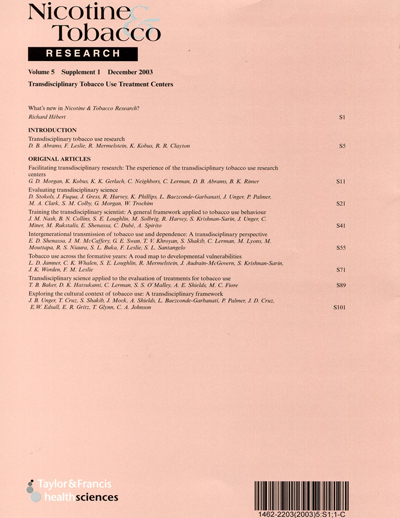 Nicotine &
Tobacco
RESEARCH
Volume 5 Supplement 1 December 2003
Transdisciplinary Tobacco Use Treatment Centers
What's new in Nicotine & Tobacco Research?
Richard Hébert S1
INTRODUCTION
Transdisciplinary tobacco use research
D. B. Abrams, F. Leslie, R. Mermelstein, K. Kobus, R. R. Clayton S5
ORIGINAL ARTICLES
Facilitating transdisciplinary research: The experience of the transdisciplinary tobacco use research
centers
G. D. Morgan, K. Kobus, K. K. Gerlach, C. Neighbors, C. Lerman, D. B. Abrams, B. K. Rimer S11
Evaluating transdisciplinary science
D. Stokols, J. Fuqua, J. Gress, R. Harvey, K. Phillips, L. Baezconde-Garbanati, J. Unger, P. Palmer,
M. A. Clark, S. M. Colby, G. Morgan, W. Trochim S21
Training the transdisciplinary scientist: A general framework applied to tobacco use behaviour
J. M. Nash, B. N. Collins, S. E. Loughlin, M. Solbrig, R. Harvey, S. Krishnan-Sarin, J. Unger, C.
Miner, M. Rukstalis, E. Shenassa, C. Dubé, A. Spirito S41
Intergenerational transmission of tobacco use and dependence: A transdisciplinary perspective
E. D. Shenassa, J. M. McCaffery, G. E. Swan, T. V. Khroyan, S. Shakib, C. Lerman, M. Lyons, M.
Mouttapa, R. S. Niaura, S. L. Buka, F. Leslie, S. L. Santangelo S55
Tobacco use across the formative years: A road map to developmental vulnerabilities
L. D. Jamner, C. K. Whalen, S. E. Loughlin, R. Mermelstein, J. Audrain-McGovern, S. Krishnan-Sarin,
J. K. Worden, F. M. Leslie S71
Transdisciplinary science applied to the evaluation of treatments for tobacco use
T. B. Baker, D. K. Hatsukami, C. Lerman, S. S. O'Malley, A. E. Shields, M. C. Fiore S89
Exploring the cultural context of tobacco use: A transdisciplinary framework
J. B. Unger, T. Cruz, S. Shakib, J. Mock, A. Shields, L. Baezconde-Garbanati, P. Palmer, J. D. Cruz,
E. W. Edsall, E. R. Gritz, T. Glynn, C. A. Johnson S101
Taylor & Francis
healthsciences
1462-2203(2003)5:S1;1-C